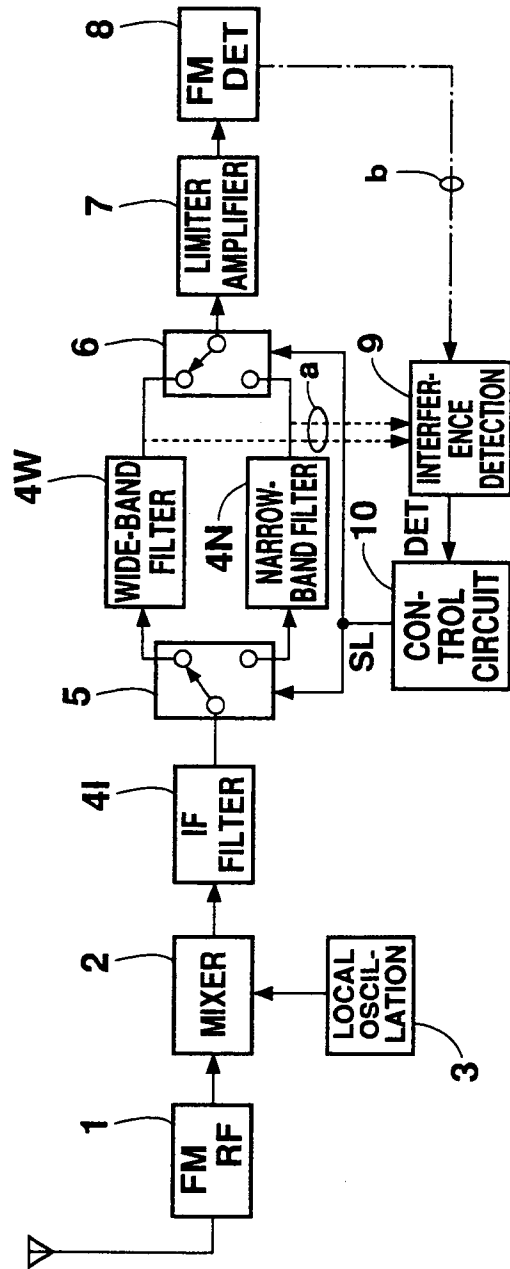 1
FM
RF
2
MIXER
LOCAL
OSCIL-
LATION
3
4I
IF
FILTER
5
4W
WIDE-BAND
FILTER
4N
NARROW-
BAND FILTER
6
a
7
LIMITER
AMPLIFIER
8
FM
DET
b
9
INTERFER-
ENCE
DETECTION
DET
10
CON-
TROL
CIRCUIT
SL